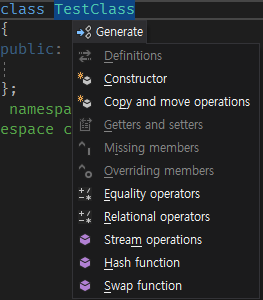 class TestClass
Generate
{
public:
Definitions
Constructor
};
Copy and move operations
namespa
Getters and setters
espace c
Missing members
Overriding members
Equality operators
Relational operators
Stream operations
Hash function
Swap function